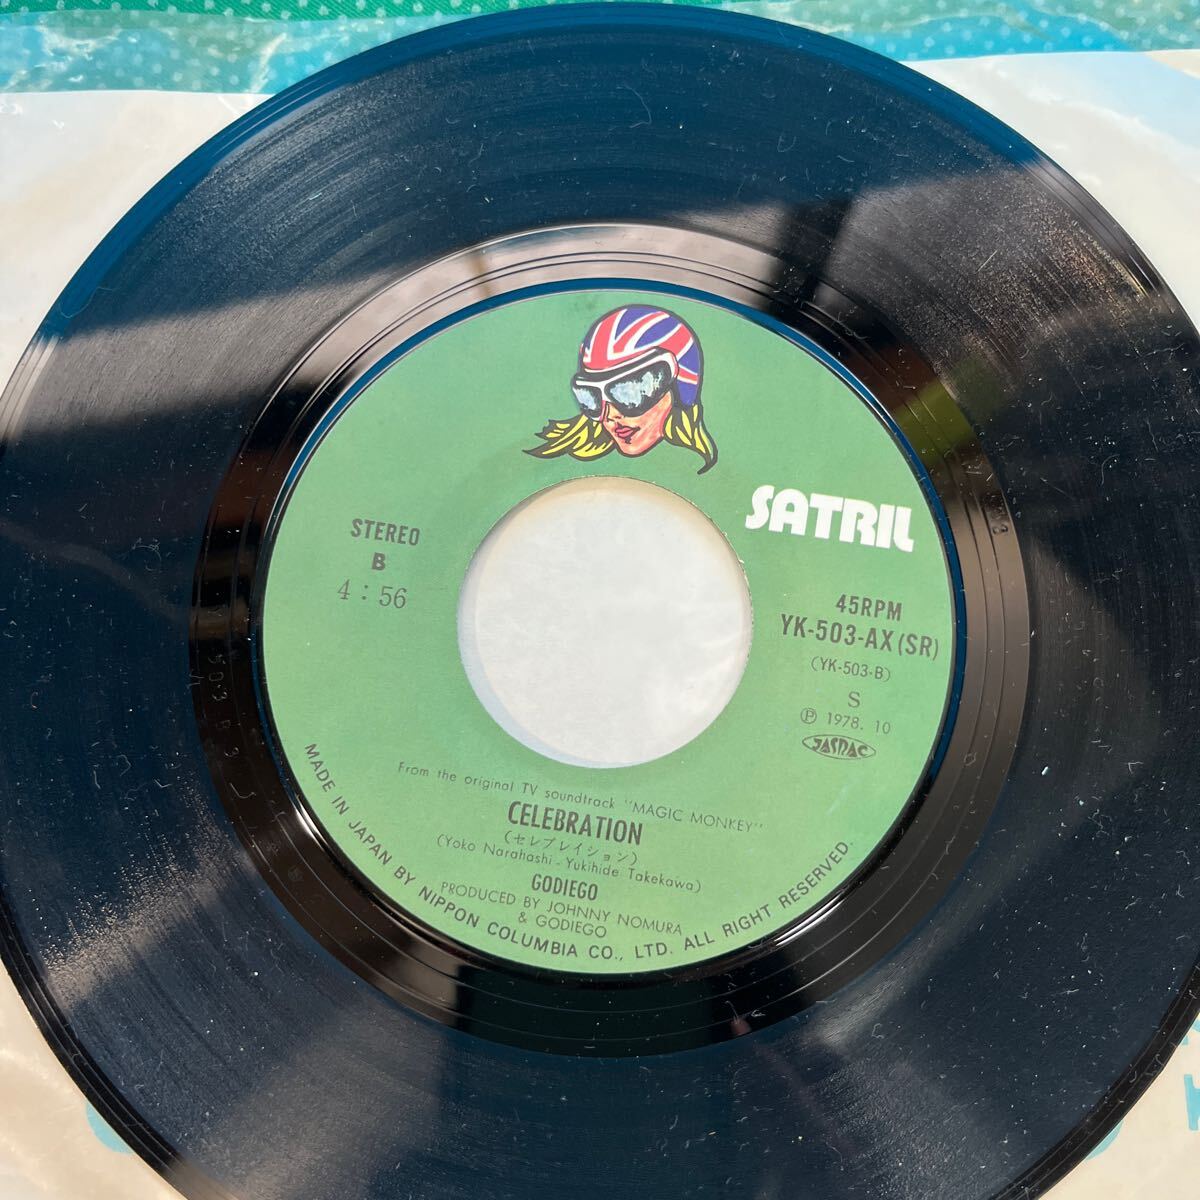 SATRIL
STEREO
B
4:56
45RPM
YK-503-AX(SR)
(YK-503-B)
S
Ⓟ 1978. 10
JASRAC
From the original TV soundtrack "MAGIC MONKEY"
CELEBRATION
(セレブレイション)
(Yoko Narahashi - Yukihide Takekawa)
GODIEGO
PRODUCED BY JOHNNY NOMURA
& GODIEGO
MADE IN JAPAN BY NIPPON COLUMBIA CO., LTD. ALL RIGHT RESERVED.